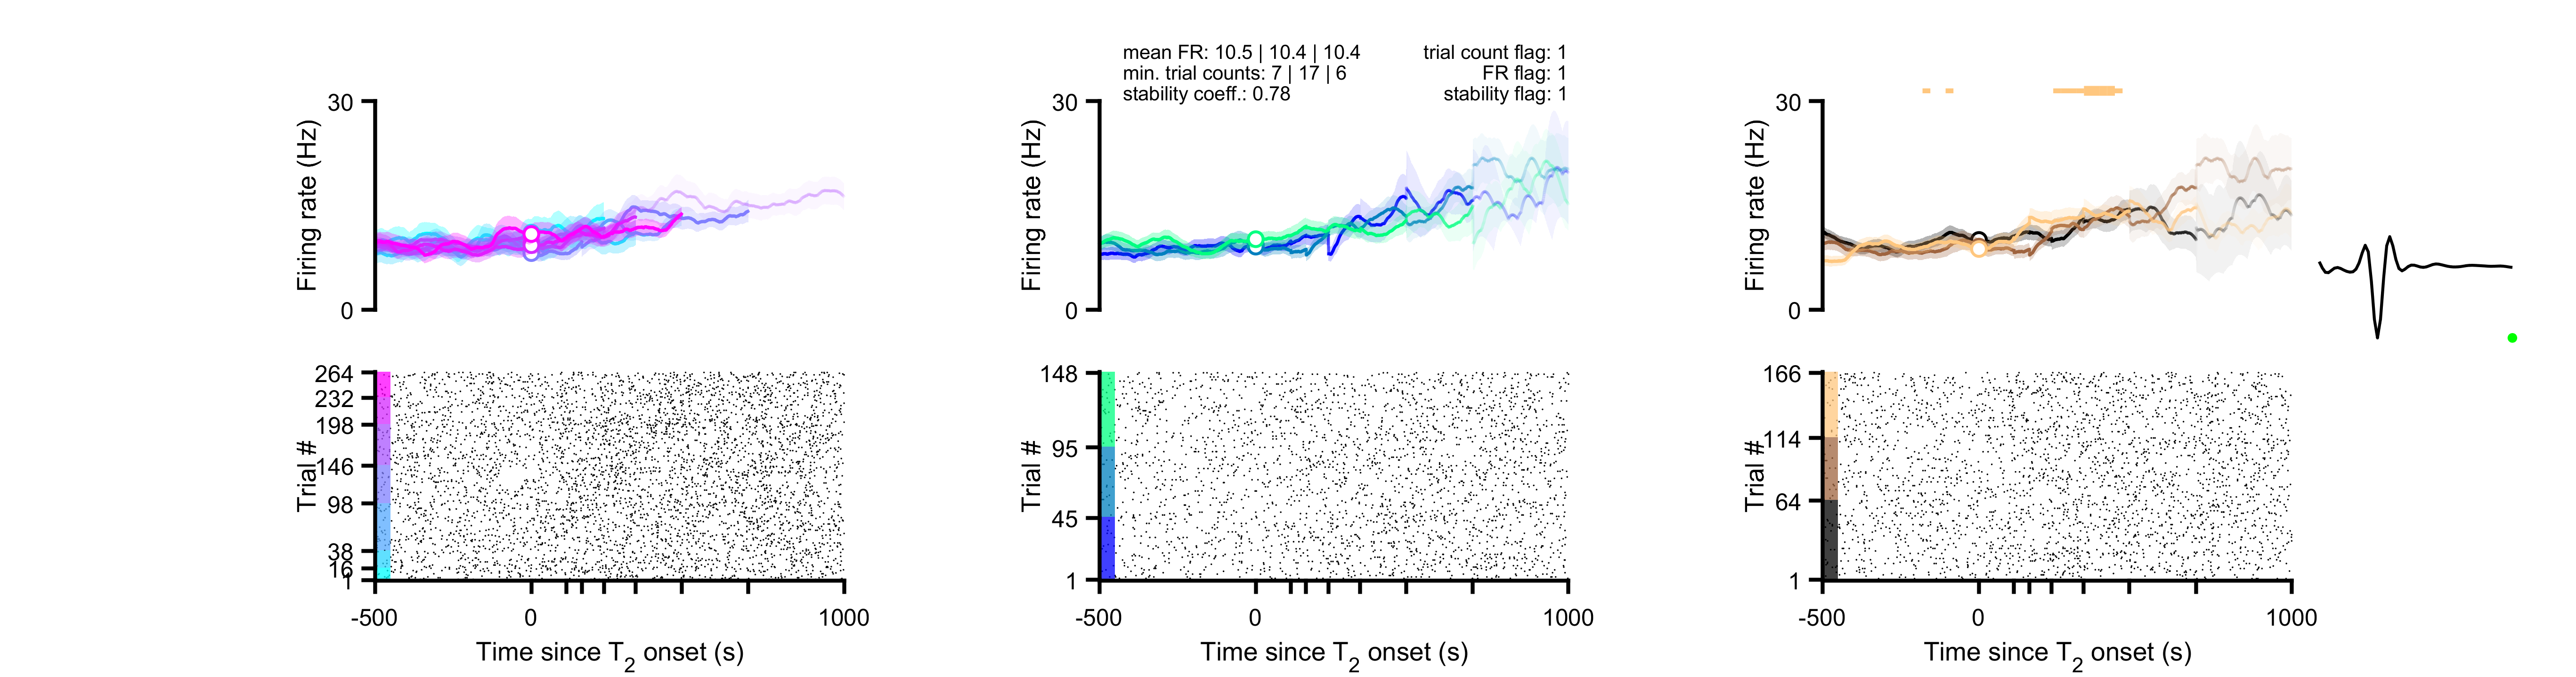 mean FR: 10.5 | 10.4 | 10.4
min. trial counts: 7 | 17 | 6
stability coeff.: 0.78
trial count flag: 1
FR flag: 1
stability flag: 1
30
Firing rate (Hz)
0
30
Firing rate (Hz)
0
30
Firing rate (Hz)
0
264
232
198
146
98
38
16
1
Trial #
-500
0
1000
Time since T2 onset (s)
148
95
45
1
Trial #
-500
0
1000
Time since T2 onset (s)
166
114
64
1
Trial #
-500
0
1000
Time since T2 onset (s)